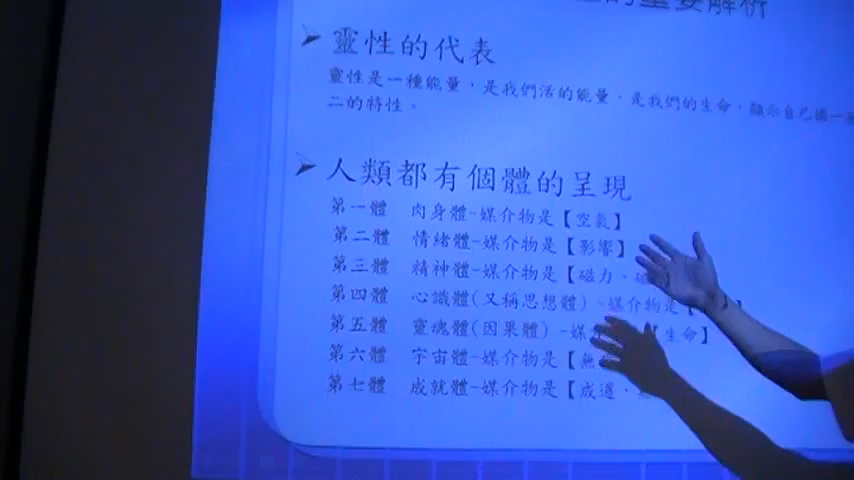 的重要解析
靈性的代表
靈性是一種能量，是我們活的能量，是我們的生命、顯示自己獨一無
二的特性。
人類都有個體的呈現
第一體 肉身體-媒介物是【空氣】
第二體 情緒體-媒介物是【影響】
第三體 精神體-媒介物是【磁力、磁
第四體 心識體(又稱思想體)-媒介物是【 】
第五體 靈魂體(因果體)-媒 【生命】
第六體 宇宙體-媒介物是【無
第七體 成就體-媒介物是【成道、